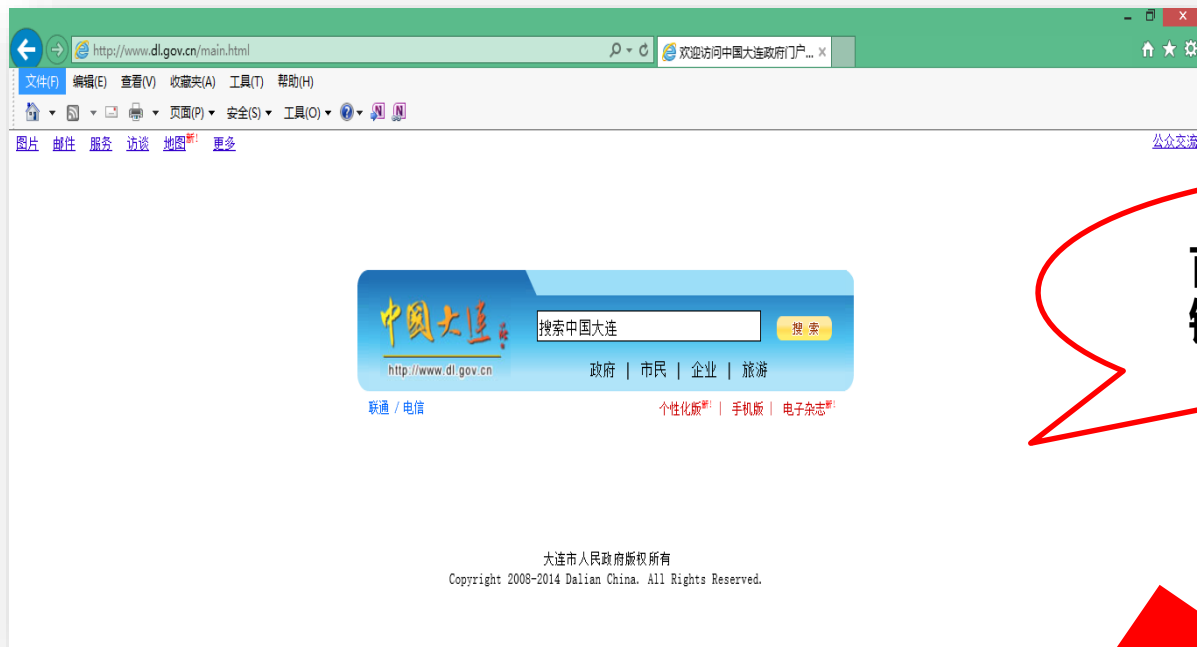 http://www.dl.gov.cn/main.html
欢迎访问中国大连政府门户...
文件(F) 编辑(E) 查看(V) 收藏夹(A) 工具(T) 帮助(H)
页面(P) 安全(S) 工具(O)
图片 邮件 服务 访谈 地图新! 更多
公众交流
中国大连
搜索中国大连
搜 索
http://www.dl.gov.cn
政府 | 市民 | 企业 | 旅游
联通 / 电信
个性化版新! | 手机版 | 电子杂志新!
大连市人民政府版权所有
Copyright 2008-2014 Dalian China. All Rights Reserved.